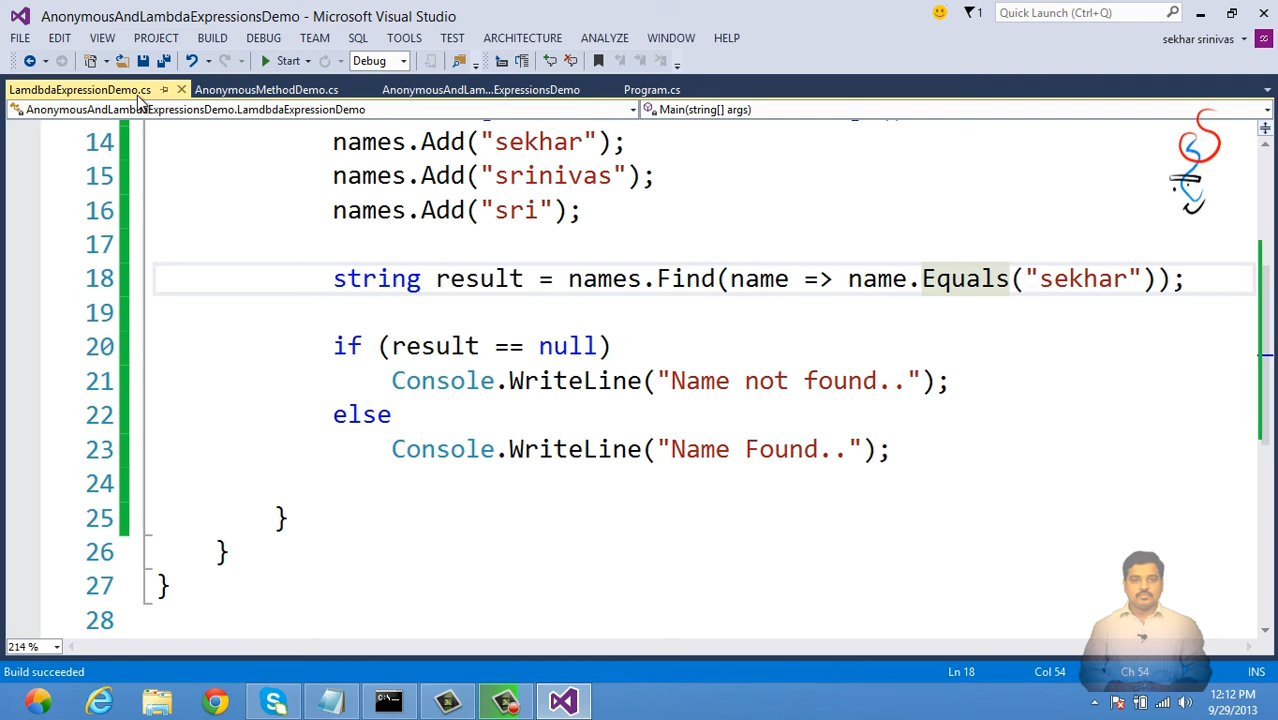 AnonymousAndLambdaExpressionsDemo - Microsoft Visual Studio
1
Quick Launch (Ctrl+Q)
FILE EDIT VIEW PROJECT BUILD DEBUG TEAM SQL TOOLS TEST ARCHITECTURE ANALYZE WINDOW HELP
sekhar srinivas
SS
Start
Debug
LamdbdaExpressionDemo.cs
AnonymousMethodDemo.cs
AnonymousAndLam...ExpressionsDemo
Program.cs
AnonymousAndLambdaExpressionsDemo.LamdbdaExpressionDemo
Main(string[] args)
14 names.Add("sekhar");
15 names.Add("srinivas");
16 names.Add("sri");
17
18 string result = names.Find(name => name.Equals("sekhar"));
19
20 if (result == null)
21 Console.WriteLine("Name not found..");
22 else
23 Console.WriteLine("Name Found..");
24
25 }
26 }
27 }
28
214 %
Build succeeded
Ln 18
Col 54
Ch 54
INS
12:12 PM
9/29/2013